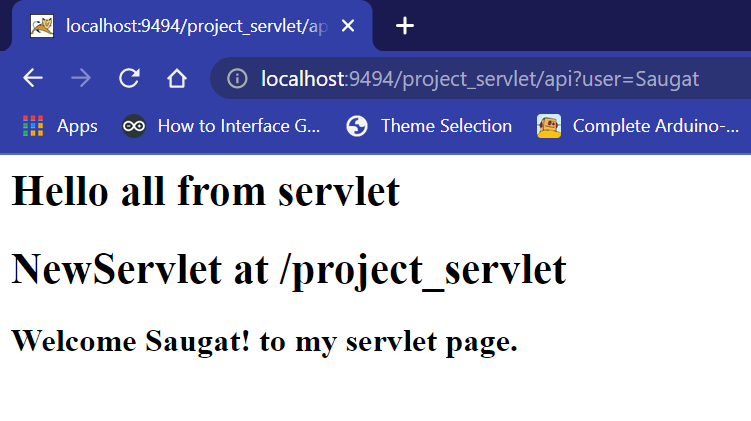 localhost:9494/project_servlet/ap
localhost:9494/project_servlet/api?user=Saugat
Apps How to Interface G... Theme Selection Complete Arduino-...
Hello all from servlet
NewServlet at /project_servlet
Welcome Saugat! to my servlet page.